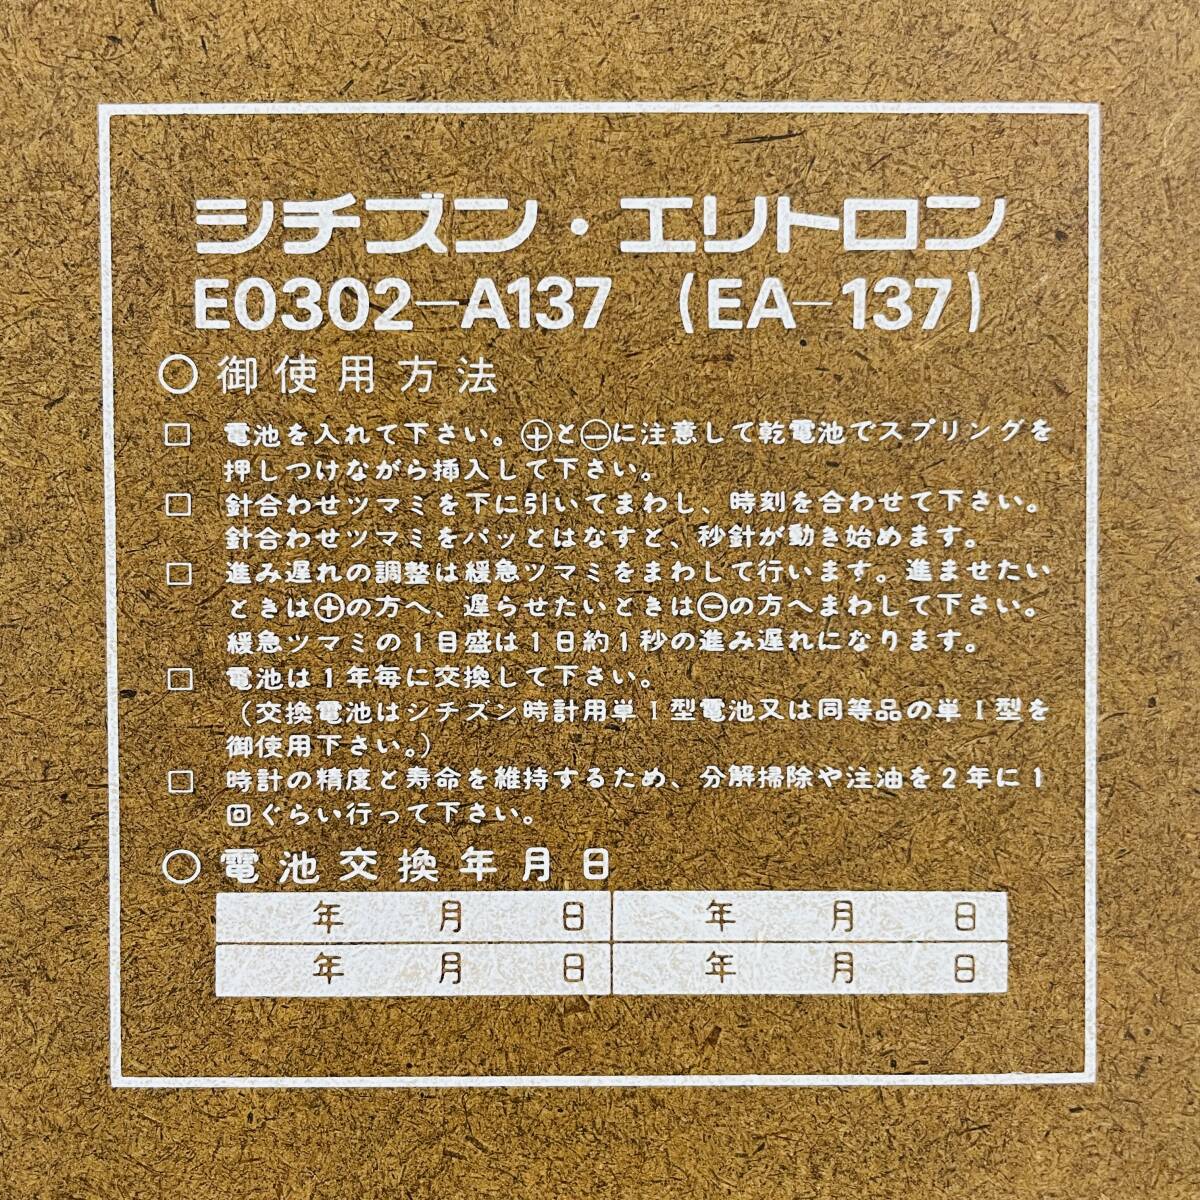 シチズン・エリトロン
E0302-A137 (EA-137)
○御使用方法
□ 電池を入れて下さい。⊕と⊖に注意して乾電池でスプリングを
押しつけながら挿入して下さい。
□ 針合わせツマミを下に引いてまわし、時刻を合わせて下さい。
針合わせツマミをパッとはなすと、秒針が動き始めます。
□ 進み遅れの調整は緩急ツマミをまわして行います。進ませたい
ときは⊕の方へ、遅らせたいときは⊖の方へまわして下さい。
緩急ツマミの1目盛は1日約1秒の進み遅れになります。
□ 電池は1年毎に交換して下さい。
(交換電池はシチズン時計用単I型電池又は同等品の単I型を
御使用下さい。)
□ 時計の精度と寿命を維持するため、分解掃除や注油を2年に1
回ぐらい行って下さい。
○電池交換年月日
年 月 日 年 月 日
年 月 日 年 月 日